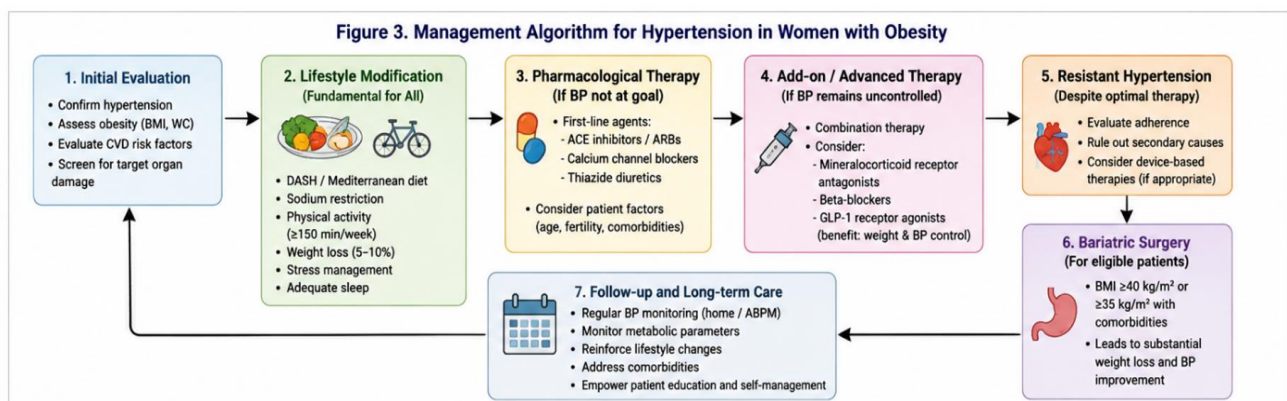 Figure 3. Management Algorithm for Hypertension in Women with Obesity
1. Initial Evaluation
• Confirm hypertension
• Assess obesity (BMI, WC)
• Evaluate CVD risk factors
• Screen for target organ
damage
2. Lifestyle Modification
(Fundamental for All)
• DASH / Mediterranean diet
• Sodium restriction
• Physical activity
(≥150 min/week)
• Weight loss (5–10%)
• Stress management
• Adequate sleep
3. Pharmacological Therapy
(If BP not at goal)
• First-line agents:
- ACE inhibitors / ARBs
- Calcium channel blockers
- Thiazide diuretics
• Consider patient factors
(age, fertility, comorbidities)
4. Add-on / Advanced Therapy
(If BP remains uncontrolled)
• Combination therapy
• Consider:
- Mineralocorticoid receptor
antagonists
- Beta-blockers
- GLP-1 receptor agonists
(benefit: weight & BP control)
5. Resistant Hypertension
(Despite optimal therapy)
• Evaluate adherence
• Rule out secondary causes
• Consider device-based
therapies (if appropriate)
6. Bariatric Surgery
(For eligible patients)
• BMI ≥40 kg/m² or
≥35 kg/m² with
comorbidities
• Leads to substantial
weight loss and BP
improvement
7. Follow-up and Long-term Care
• Regular BP monitoring (home / ABPM)
• Monitor metabolic parameters
• Reinforce lifestyle changes
• Address comorbidities
• Empower patient education and self-management